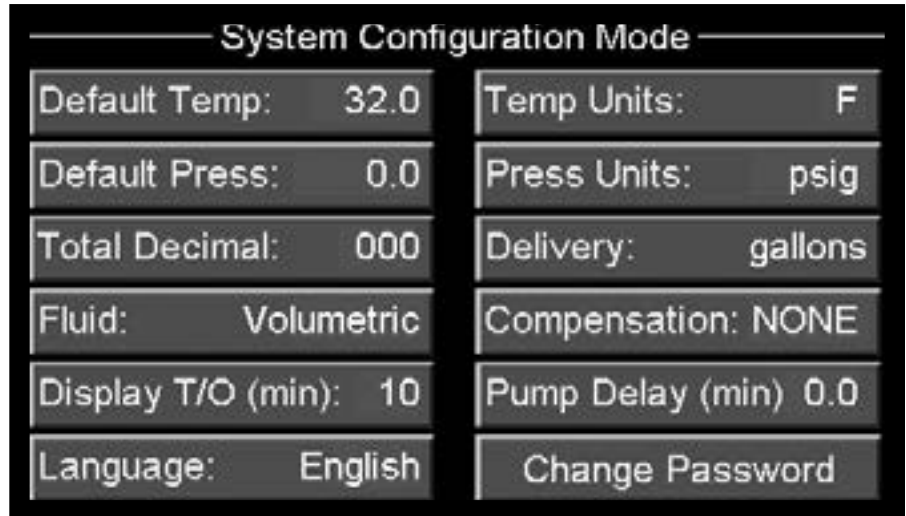 System Configuration Mode
Default Temp: 32.0
Temp Units: F
Default Press: 0.0
Press Units: psig
Total Decimal: 000
Delivery: gallons
Fluid: Volumetric
Compensation: NONE
Display T/O (min): 10
Pump Delay (min) 0.0
Language: English
Change Password